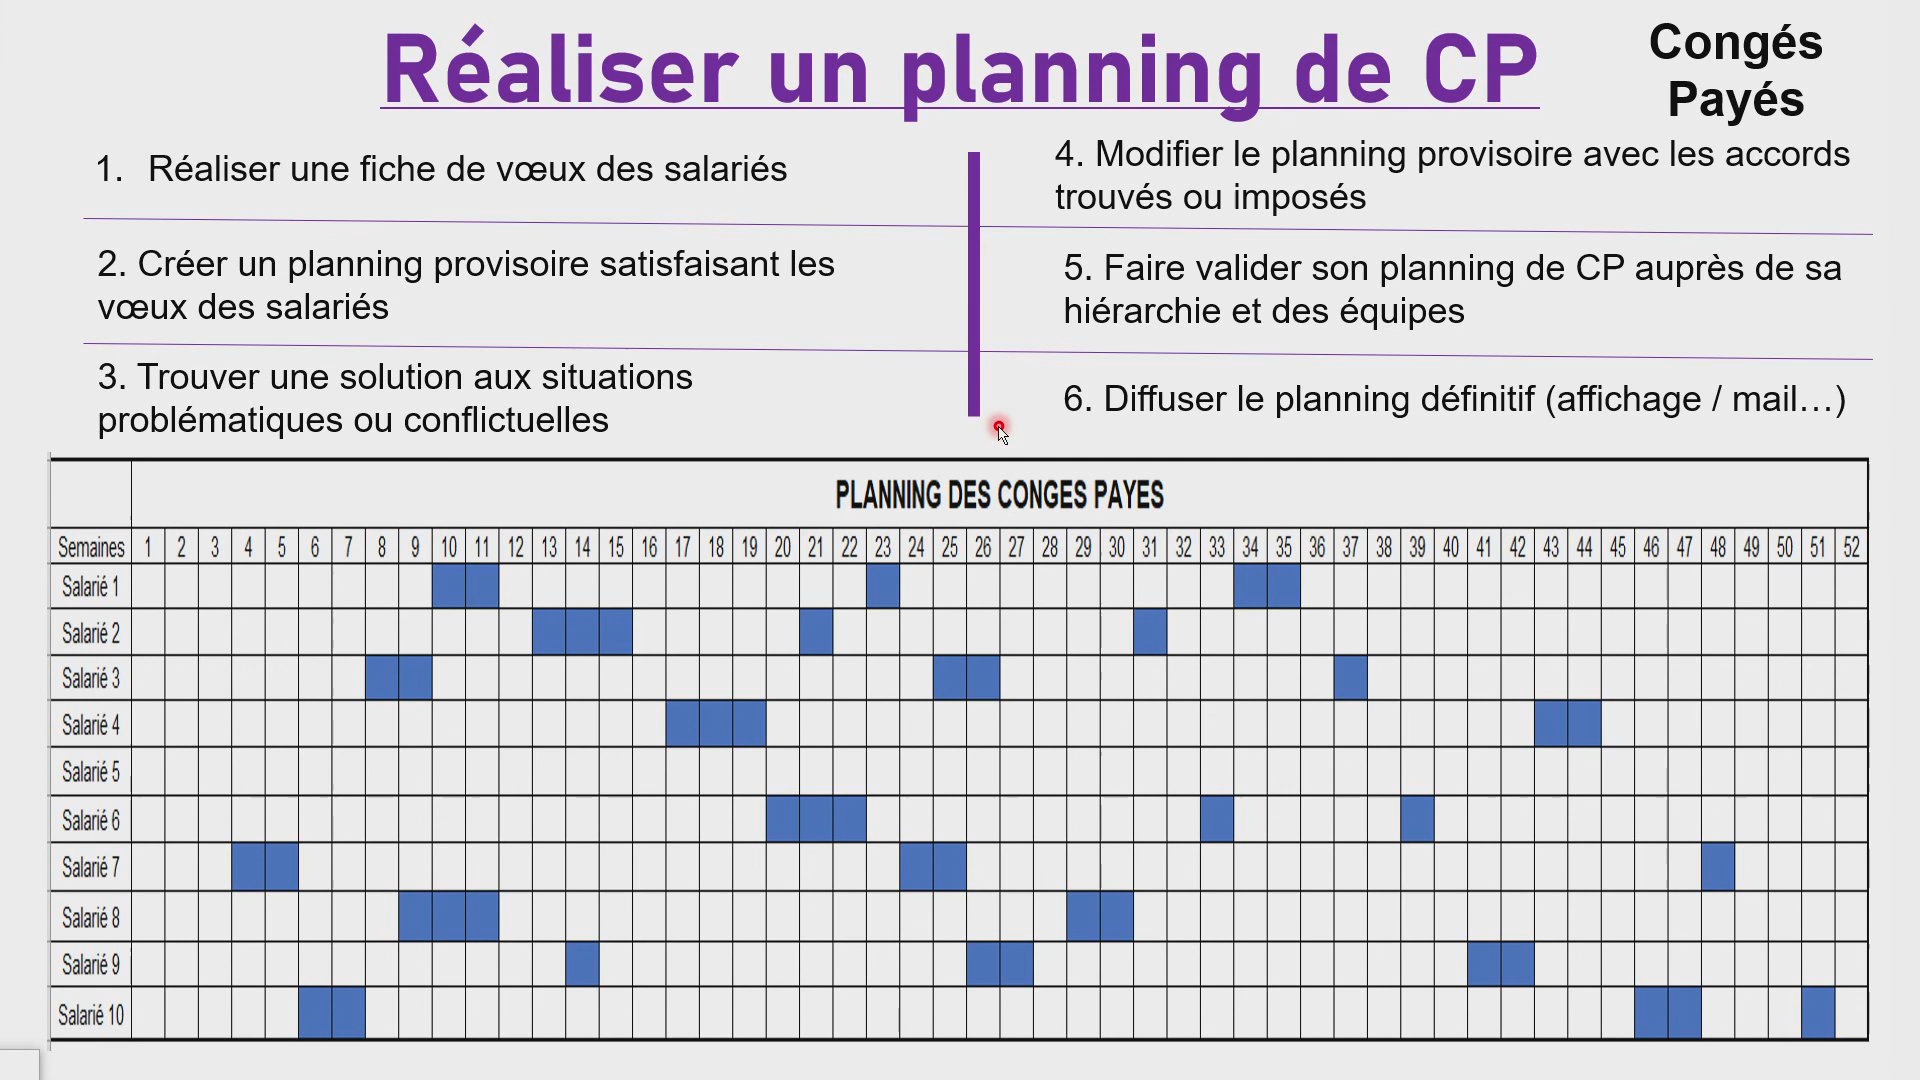 Réaliser un planning de CP
Congés
Payés
1. Réaliser une fiche de vœux des salariés
2. Créer un planning provisoire satisfaisant les
vœux des salariés
3. Trouver une solution aux situations
problématiques ou conflictuelles
4. Modifier le planning provisoire avec les accords
trouvés ou imposés
5. Faire valider son planning de CP auprès de sa
hiérarchie et des équipes
6. Diffuser le planning définitif (affichage / mail…)
PLANNING DES CONGES PAYES
Semaines 1 2 3 4 5 6 7 8 9 10 11 12 13 14 15 16 17 18 19 20 21 22 23 24 25 26 27 28 29 30 31 32 33 34 35 36 37 38 39 40 41 42 43 44 45 46 47 48 49 50 51 52
Salarié 1
Salarié 2
Salarié 3
Salarié 4
Salarié 5
Salarié 6
Salarié 7
Salarié 8
Salarié 9
Salarié 10